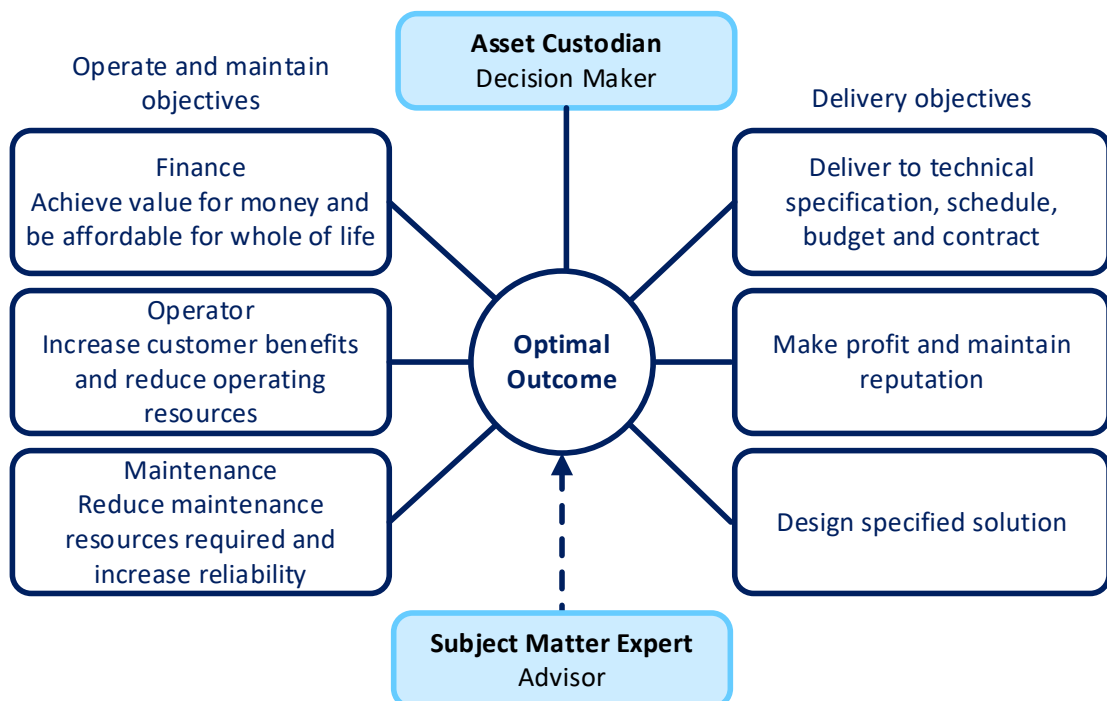 Asset Custodian
Decision Maker
Operate and maintain
objectives
Finance
Achieve value for money and
be affordable for whole of life
Operator
Increase customer benefits
and reduce operating
resources
Maintenance
Reduce maintenance
resources required and
increase reliability
Optimal
Outcome
Delivery objectives
Deliver to technical
specification, schedule,
budget and contract
Make profit and maintain
reputation
Design specified solution
Subject Matter Expert
Advisor